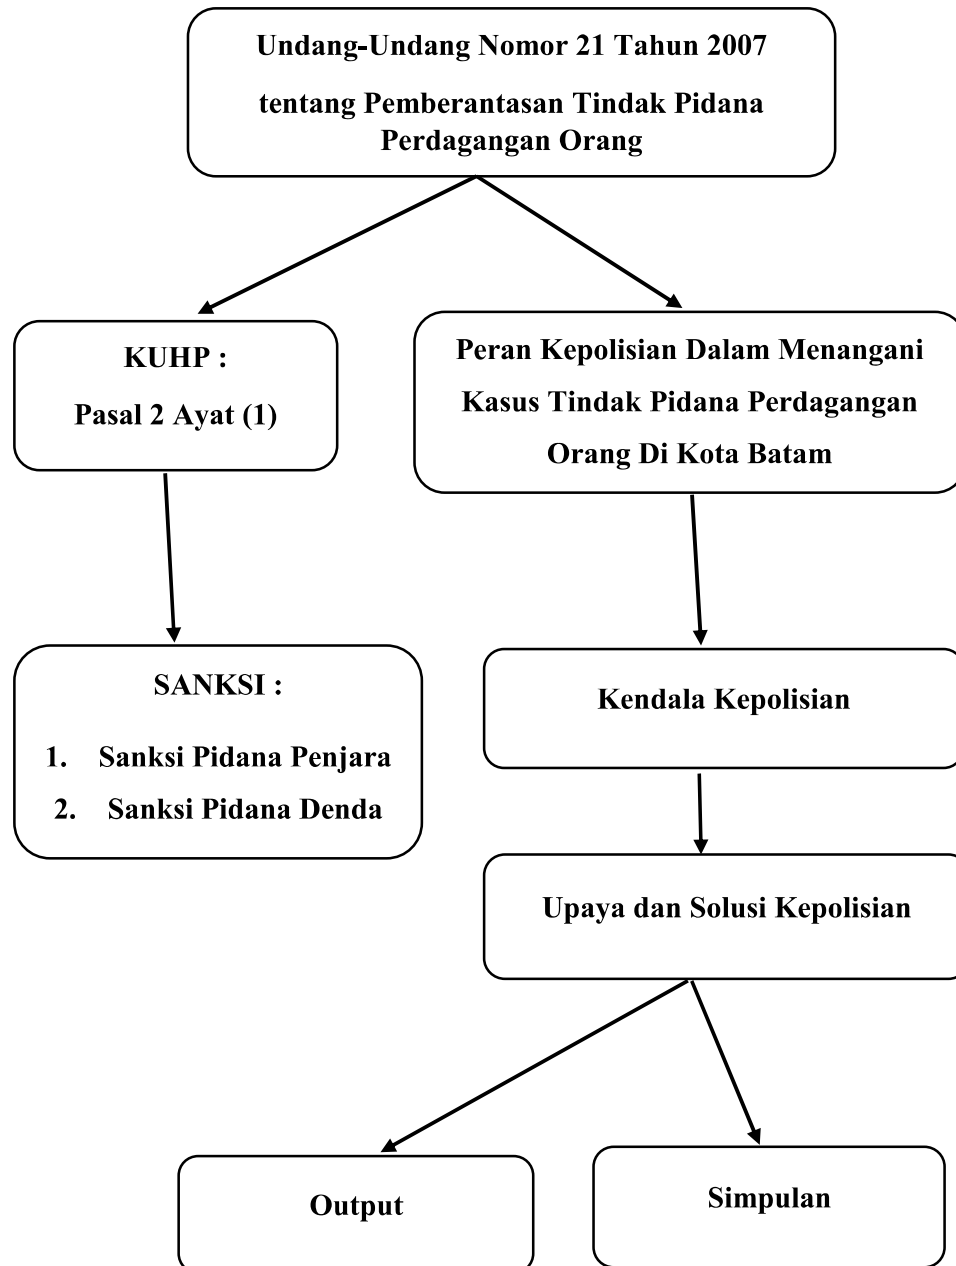 Undang-Undang Nomor 21 Tahun 2007
tentang Pemberantasan Tindak Pidana
Perdagangan Orang
KUHP :
Pasal 2 Ayat (1)
Peran Kepolisian Dalam Menangani
Kasus Tindak Pidana Perdagangan
Orang Di Kota Batam
SANKSI :
1. Sanksi Pidana Penjara
2. Sanksi Pidana Denda
Kendala Kepolisian
Upaya dan Solusi Kepolisian
Output
Simpulan